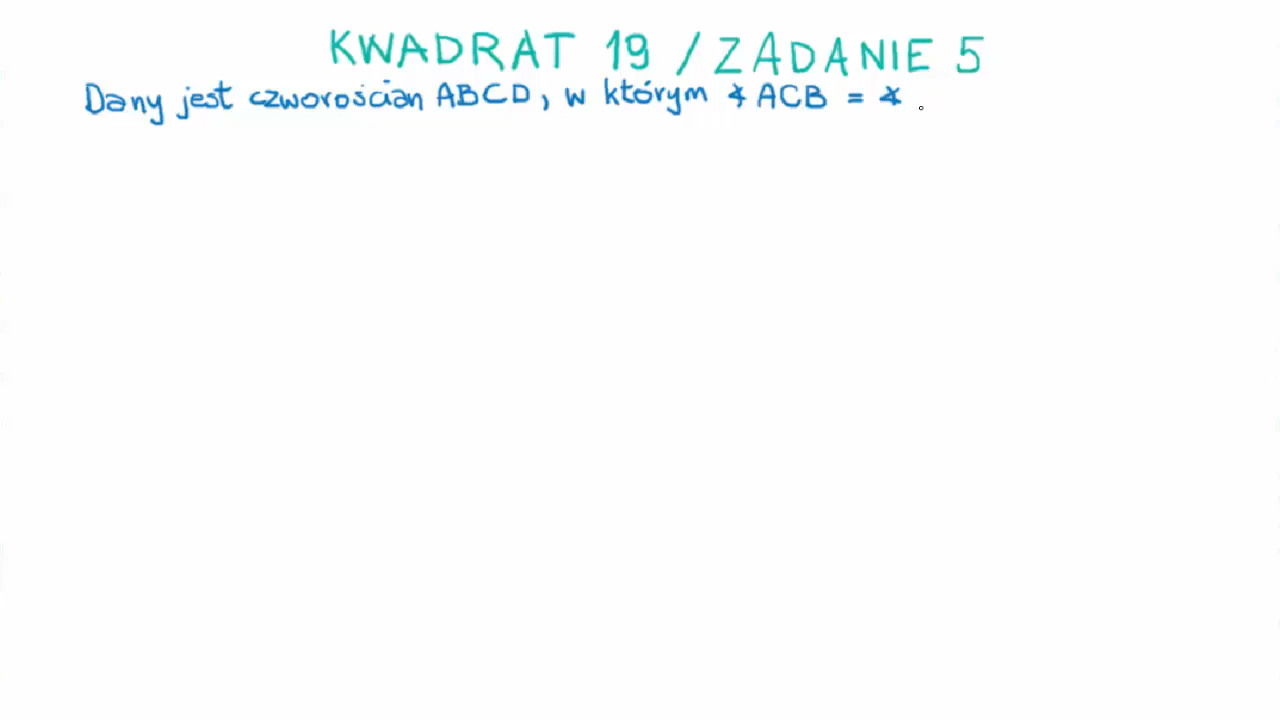 KWADRAT 19 / ZADANIE 5
Dany jest czworościan ABCD, w którym ∡ ACB = ∡